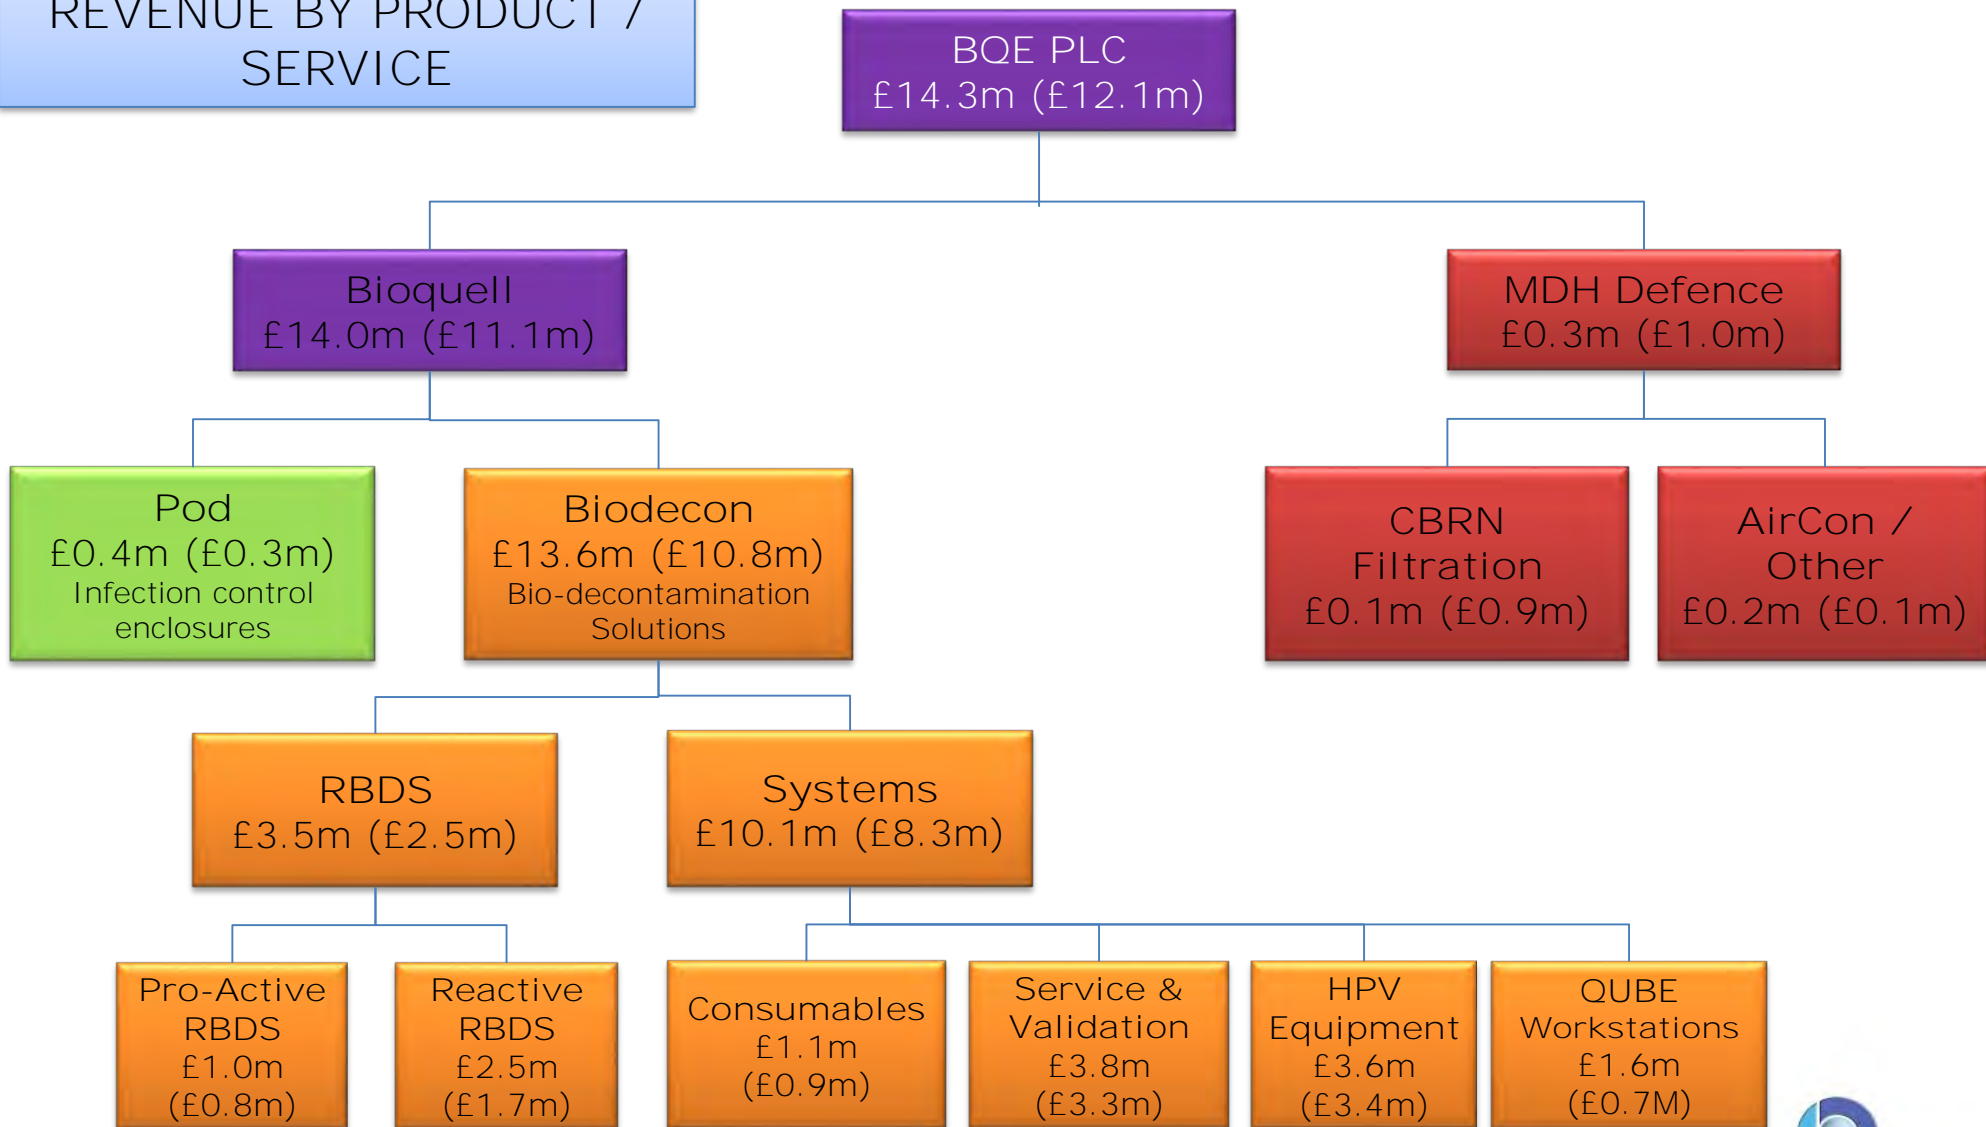 REVENUE BY PRODUCT /
SERVICE
BQE PLC
£14.3m (£12.1m)
Bioquell
£14.0m (£11.1m)
MDH Defence
£0.3m (£1.0m)
Pod
£0.4m (£0.3m)
Infection control
enclosures
Biodecon
£13.6m (£10.8m)
Bio-decontamination
Solutions
CBRN
Filtration
£0.1m (£0.9m)
AirCon /
Other
£0.2m (£0.1m)
RBDS
£3.5m (£2.5m)
Systems
£10.1m (£8.3m)
Pro-Active
RBDS
£1.0m
(£0.8m)
Reactive
RBDS
£2.5m
(£1.7m)
Consumables
£1.1m
(£0.9m)
Service &
Validation
£3.8m
(£3.3m)
HPV
Equipment
£3.6m
(£3.4m)
QUBE
Workstations
£1.6m
(£0.7M)